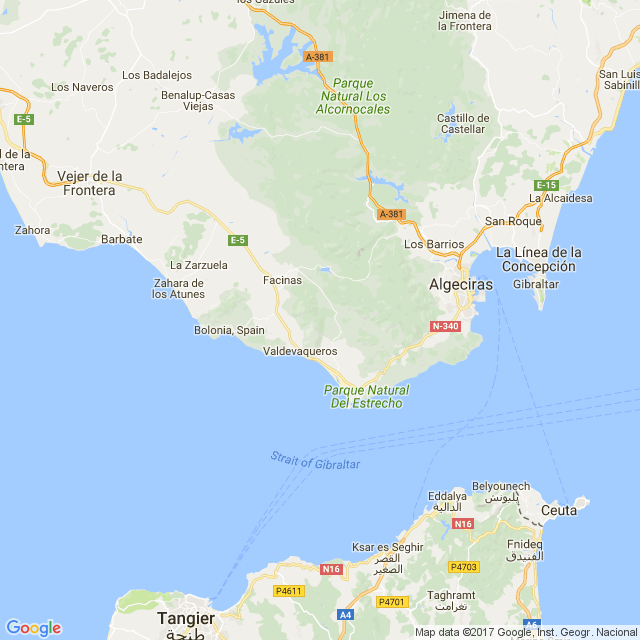 Los Gazules
A-381
Jimena de
la Frontera
Los Badalejos
Los Naveros
Parque
Natural Los
Alcornocales
San Luis
Sabinill
Benalup-Casas
Viejas
E-5
Castillo de
Castellar
l de la
ntera
Vejer de la
Frontera
E-15
La Alcaidesa
A-381
San Roque
Zahora
Barbate
E-5
Los Barrios
La Línea de la
Concepción
La Zarzuela
Zahara de
los Atunes
Facinas
Algeciras
Gibraltar
Bolonia, Spain
N-340
Valdevaqueros
Parque Natural
Del Estrecho
Strait of Gibraltar
Belyounech
بليونش
Eddalya
الدالية
Ceuta
N16
Ksar es Seghir
القصر
الصغير
Fnideq
الفنيدق
N16
P4703
P4611
Taghramt
تغرامت
P4701
A4
Tangier
طنجة
A6
Google
Map data ©2017 Google, Inst. Geogr. Nacional